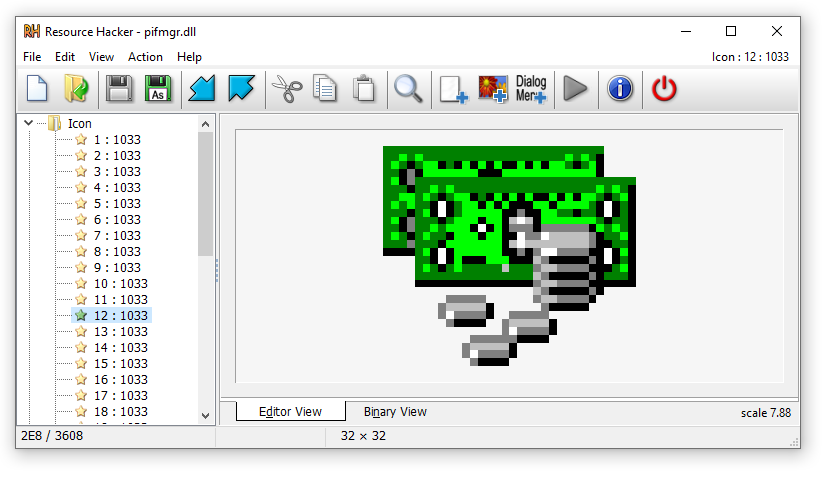 RH Resource Hacker - pifmgr.dll
File Edit View Action Help Icon : 12 : 1033
As Dialog Menu
Icon
1 : 1033
2 : 1033
3 : 1033
4 : 1033
5 : 1033
6 : 1033
7 : 1033
8 : 1033
9 : 1033
10 : 1033
11 : 1033
12 : 1033
13 : 1033
14 : 1033
15 : 1033
16 : 1033
17 : 1033
18 : 1033
Editor View Binary View scale 7.88
2E8 / 3608 32 × 32